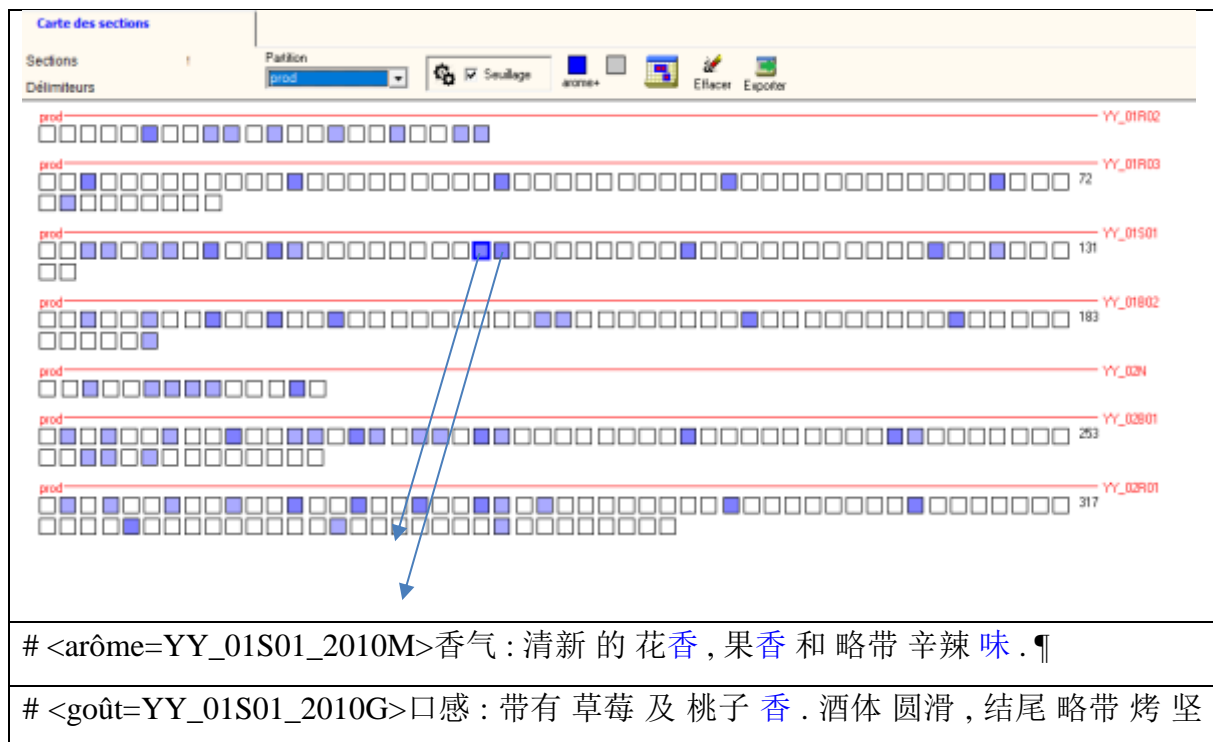 Carte des sections
Sections !
Délimiteurs
Partition
prod
Seuillage
arome+
Effacer Exporter
prod YY_01R02
prod YY_01R03
72
prod YY_01S01
131
prod YY_01B02
183
prod YY_02N
prod YY_02B01
253
prod YY_02R01
317
# <arôme=YY_01S01_2010M>香气 : 清新 的 花香 , 果香 和 略带 辛辣 味 . ¶
# <goût=YY_01S01_2010G>口感 : 带有 草莓 及 桃子 香 . 酒体 圆滑 , 结尾 略带 烤 坚